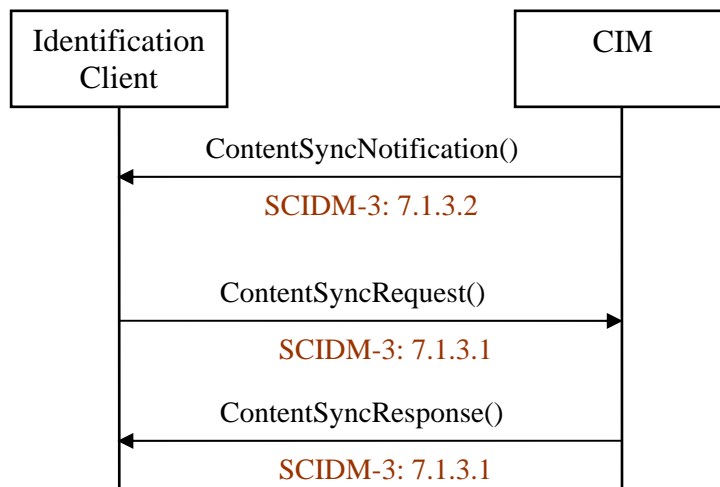 Identification
Client
CIM
ContentSyncNotification()
SCIDM-3: 7.1.3.2
ContentSyncRequest()
SCIDM-3: 7.1.3.1
ContentSyncResponse()
SCIDM-3: 7.1.3.1